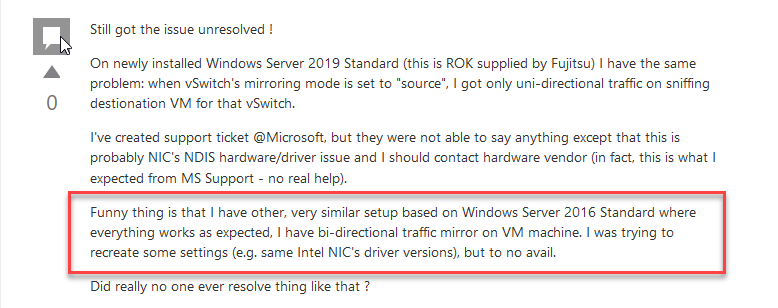 Still got the issue unresolved !
On newly installed Windows Server 2019 Standard (this is ROK supplied by Fujitsu) I have the same
problem: when vSwitch's mirroring mode is set to "source", I got only uni-directional traffic on sniffing
destionation VM for that vSwitch.
0
I've created support ticket @Microsoft, but they were not able to say anything except that this is
probably NIC's NDIS hardware/driver issue and I should contact hardware vendor (in fact, this is what I
expected from MS Support - no real help).
Funny thing is that I have other, very similar setup based on Windows Server 2016 Standard where
everything works as expected, I have bi-directional traffic mirror on VM machine. I was trying to
recreate some settings (e.g. same Intel NIC's driver versions), but to no avail.
Did really no one ever resolve thing like that ?